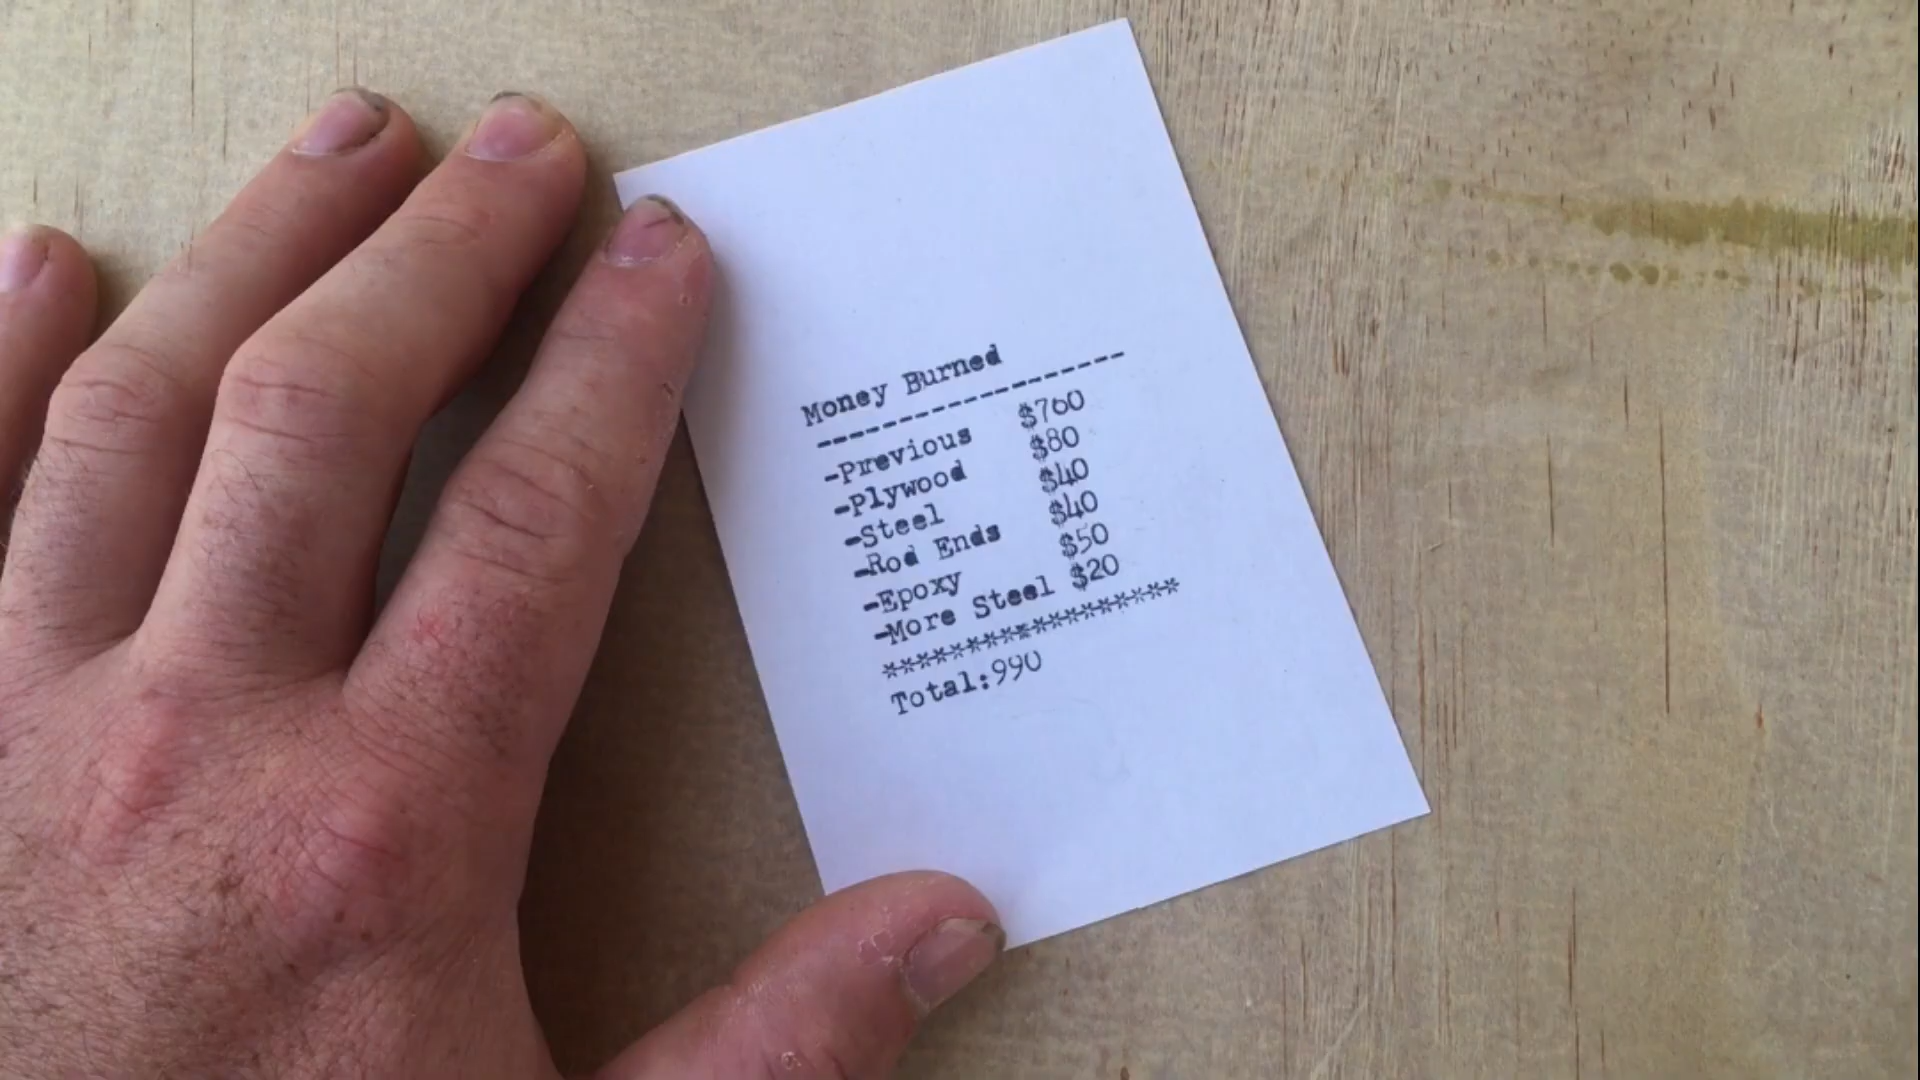 Money Burned
-------------------
-Previous $760
-Plywood $80
-Steel $40
-Rod Ends $40
-Epoxy $50
-More Steel $20
******************
Total:990